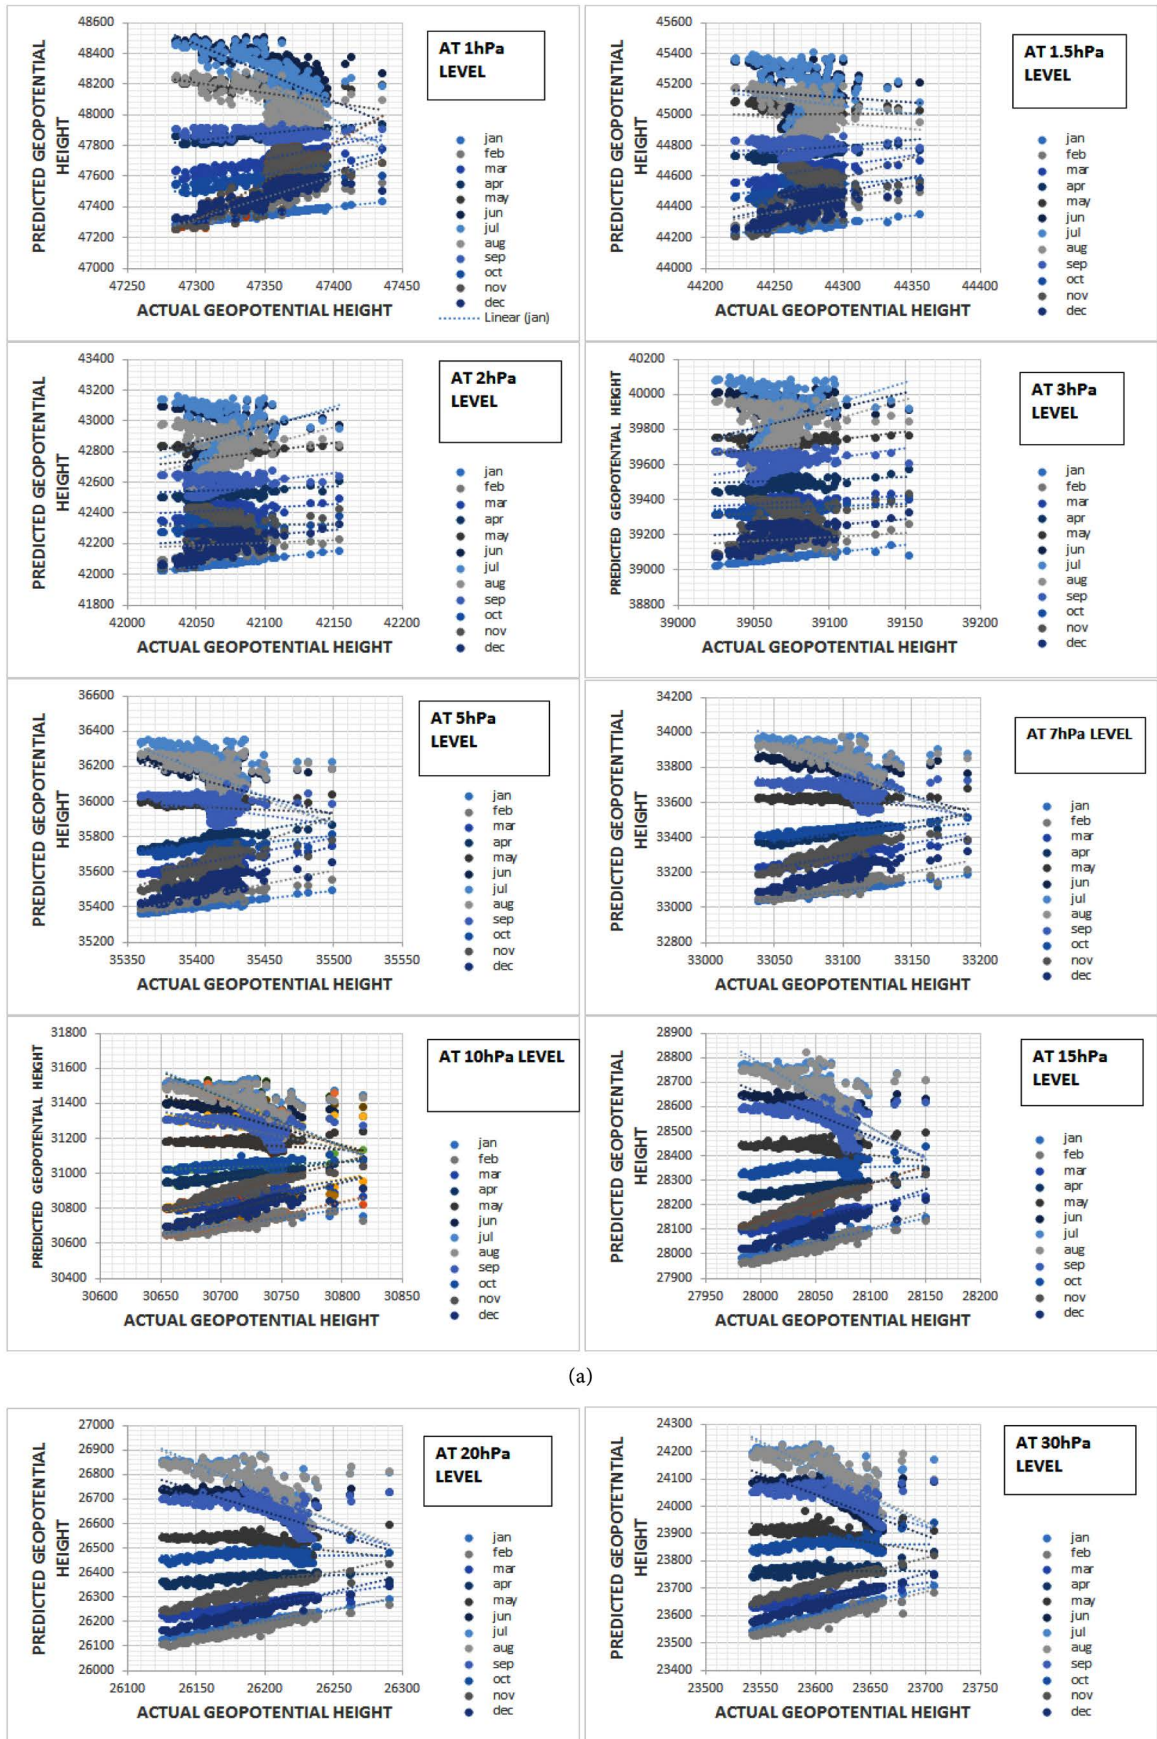 48600
48400
48200
48000
47800
47600
47400
47200
47000
47250
47300
47350
47400
47450
PREDICTED GEOPOTENTIAL
HEIGHT
ACTUAL GEOPOTENTIAL HEIGHT
AT 1hPa
LEVEL
jan
feb
mar
apr
may
jun
jul
aug
sep
oct
nov
dec
Linear (jan)
45600
45400
45200
45000
44800
44600
44400
44200
44000
44200
44250
44300
44350
44400
PREDICTED GEOPOTENTIAL
HEIGHT
ACTUAL GEOPOTENTIAL HEIGHT
AT 1.5hPa
LEVEL
jan
feb
mar
apr
may
jun
jul
aug
sep
oct
nov
dec
43400
43200
43000
42800
42600
42400
42200
42000
41800
42000
42050
42100
42150
42200
PREDICTED GEOPOTENTIAL
HEIGHT
ACTUAL GEOPOTENTIAL HEIGHT
AT 2hPa
LEVEL
jan
feb
mar
apr
may
jun
jul
aug
sep
oct
nov
dec
40200
40000
39800
39600
39400
39200
39000
38800
39000
39050
39100
39150
39200
PREDICTED GEOPOTENTIAL HEIGHT
ACTUAL GEOPOTENTIAL HEIGHT
AT 3hPa
LEVEL
jan
feb
mar
apr
may
jun
jul
aug
sep
oct
nov
dec
36600
36400
36200
36000
35800
35600
35400
35200
35350
35400
35450
35500
35550
PREDICTED GEOPOTENTIAL
HEIGHT
ACTUAL GEOPOTENTIAL HEIGHT
AT 5hPa
LEVEL
jan
feb
mar
apr
may
jun
jul
aug
sep
oct
nov
dec
34200
34000
33800
33600
33400
33200
33000
32800
33000
33050
33100
33150
33200
PREDICTED GEOPOTENTTIAL
HEIGHT
ACTUAL GEOPOTENTIAL HEIGHT
AT 7hPa LEVEL
jan
feb
mar
apr
may
jun
jul
aug
sep
oct
nov
dec
31800
31600
31400
31200
31000
30800
30600
30400
30600
30650
30700
30750
30800
30850
PREDICTED GEOPOTENTIAL HEIGHT
ACTUAL GEOPOTENTIAL HEIGHT
AT 10hPa LEVEL
jan
feb
mar
apr
may
jun
jul
aug
sep
oct
nov
dec
28900
28800
28700
28600
28500
28400
28300
28200
28100
28000
27900
27950
28000
28050
28100
28150
28200
PREDICTED GEOPOTENTIAL
HEIGHT
ACTUAL GEOPOTENTIAL HEIGHT
AT 15hPa
LEVEL
jan
feb
mar
apr
may
jun
jul
aug
sep
oct
nov
dec
(a)
27000
26900
26800
26700
26600
26500
26400
26300
26200
26100
26000
26100
26150
26200
26250
26300
PREDICTED GEOPOTENTIAL
HEIGHT
ACTUAL GEOPOTENTIAL HEIGHT
AT 20hPa
LEVEL
jan
feb
mar
apr
may
jun
jul
aug
sep
oct
nov
dec
24300
24200
24100
24000
23900
23800
23700
23600
23500
23400
23500
23550
23600
23650
23700
23750
PREDICTED GEOPOTETNTIAL
HEIGHT
ACTUAL GEOPOTENTIAL HEIGHT
AT 30hPa
LEVEL
jan
feb
mar
apr
may
jun
jul
aug
sep
oct
nov
dec